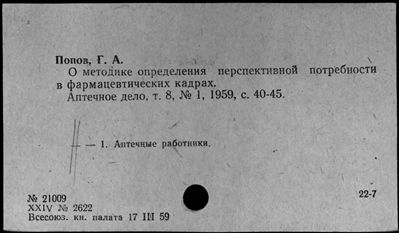 Попов, Г. А.
О методике определения перспективной потребности
в фармацевтических кадрах.
Аптечное дело, т. 8, № 1, 1959, с. 40-45.
— 1. Аптечные работники.
№ 21009
XXIV № 2622
Всесоюз. кн. палата 17 III 59
22-7